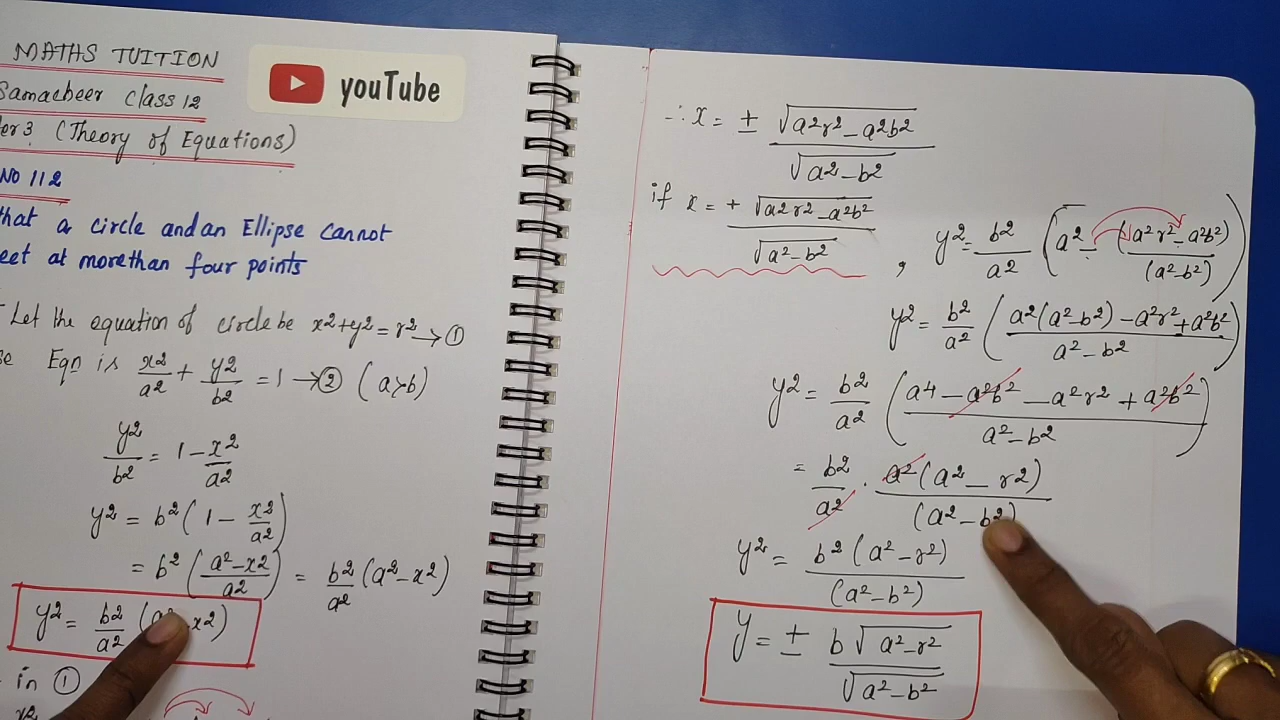 MATHS TUITION
Samacheer Class 12
er 3 (Theory of Equations)
NO 112
that a circle and an Ellipse cannot
eet at more than four points
Let the equation of circle be x²+y²=r² → ①
se Eqn is x²/a² + y²/b² = 1 → ② (a>b)
y²/b² = 1 - x²/a²
y² = b²(1 - x²/a²)
= b²((a²-x²)/a²) = b²/a² (a²-x²)
y² = b²/a² (a² - x²)
in ①
YouTube
∴ x = ± √(a²r²-a²b²) / √(a²-b²)
if x = + √(a²r²-a²b²) / √(a²-b²) , y² = b²/a² (a² - (a²r²-a²b²)/(a²-b²))
y² = b²/a² ((a²(a²-b²) - a²r² + a²b²)/(a²-b²))
y² = b²/a² ((a⁴ - a²b² - a²r² + a²b²)/(a²-b²))
= b²/a² · a²(a²-r²)/(a²-b²)
y² = b²(a²-r²)/(a²-b²)
y = ± b√(a²-r²) / √(a²-b²)